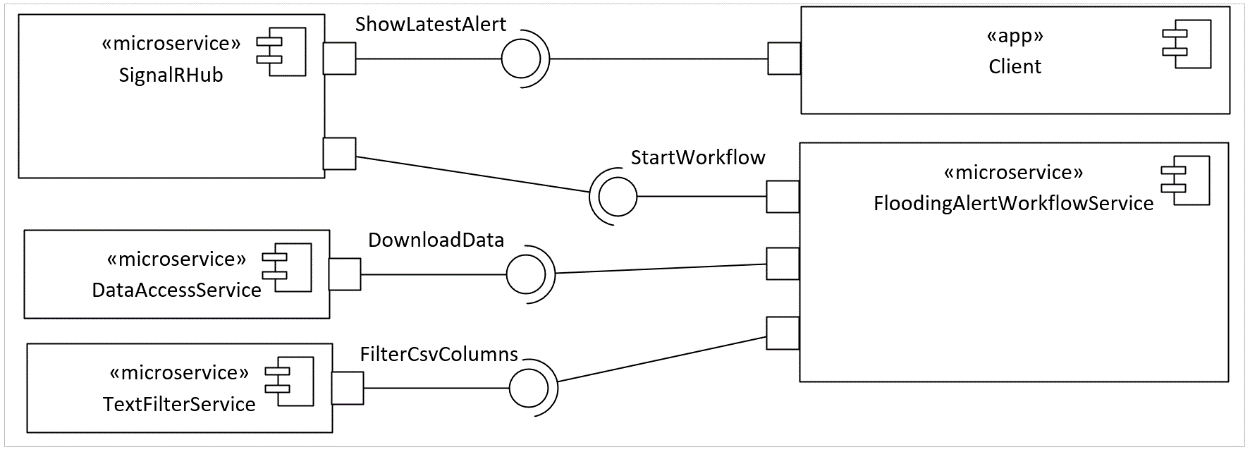 «microservice»
SignalRHub
ShowLatestAlert
«app»
Client
StartWorkflow
«microservice»
FloodingAlertWorkflowService
«microservice»
DataAccessService
DownloadData
«microservice»
TextFilterService
FilterCsvColumns